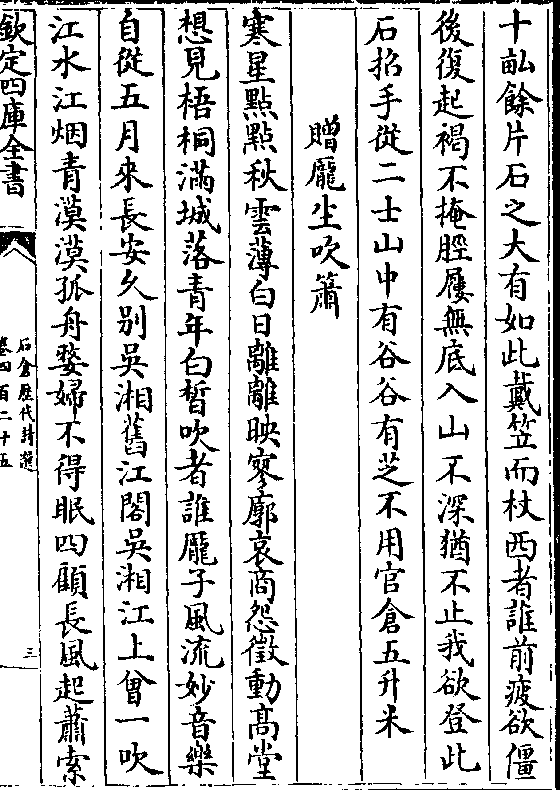 十畝餘片石之大有如此戴笠而杖西者誰前疲欲僵
後復起褐不掩脛屨無底入山不深猶不止我欲登此
石招手從二士山中有谷谷有芝不用官倉五升米
贈龐生吹簫
寒星點點秋雲薄白日離離映寥廓哀商怨徵動高堂
想見梧桐滿城落青年白皙吹者誰龐子風流妙音樂
自從五月來長安久別吳湘舊江閣吳湘江上曾一吹
江水江烟青漠漠孤舟嫠婦不得眠四顧長風起蕭索
欽定四庫全書
石倉歷代詩選
卷四百二十五
三